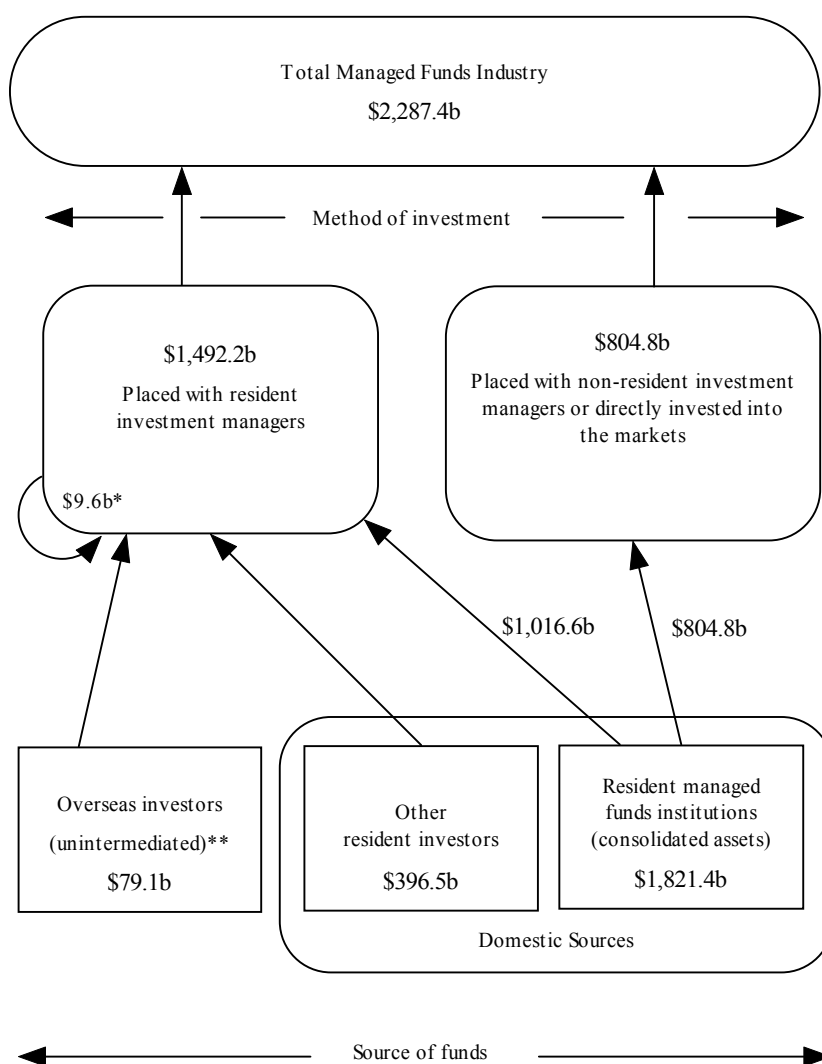 Total Managed Funds Industry
$2,287.4b
Method of investment
$1,492.2b
Placed with resident
investment managers
$9.6b*
$804.8b
Placed with non-resident investment
managers or directly invested into
the markets
$1,016.6b
$804.8b
Overseas investors
(unintermediated)**
$79.1b
Other
resident investors
$396.5b
Resident managed
funds institutions
(consolidated assets)
$1,821.4b
Domestic Sources
Source of funds